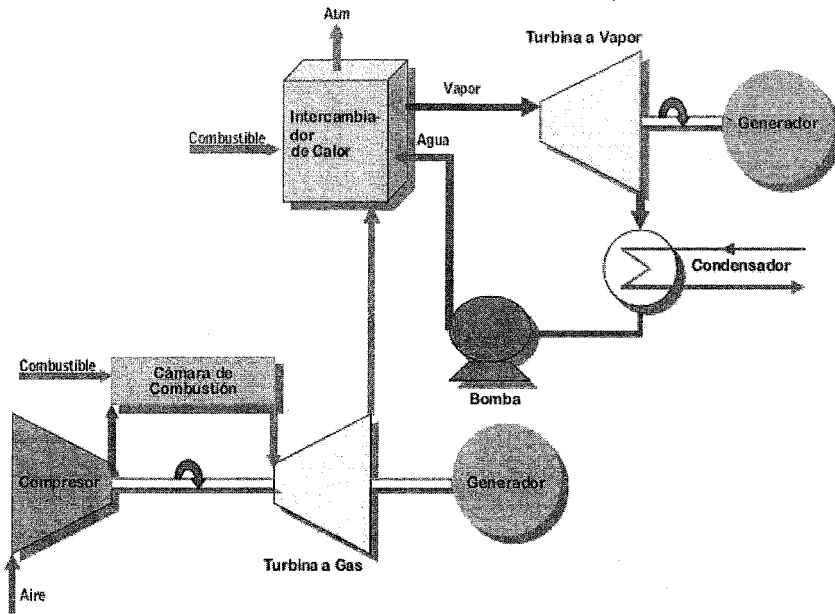 Atm
Turbina a Vapor
Vapor
Intercambia-
dor
de Calor
Combustible
Agua
Generador
Condensador
Combustible
Cámara de
Combustión
Bomba
Compresor
Generador
Turbina a Gas
Aire